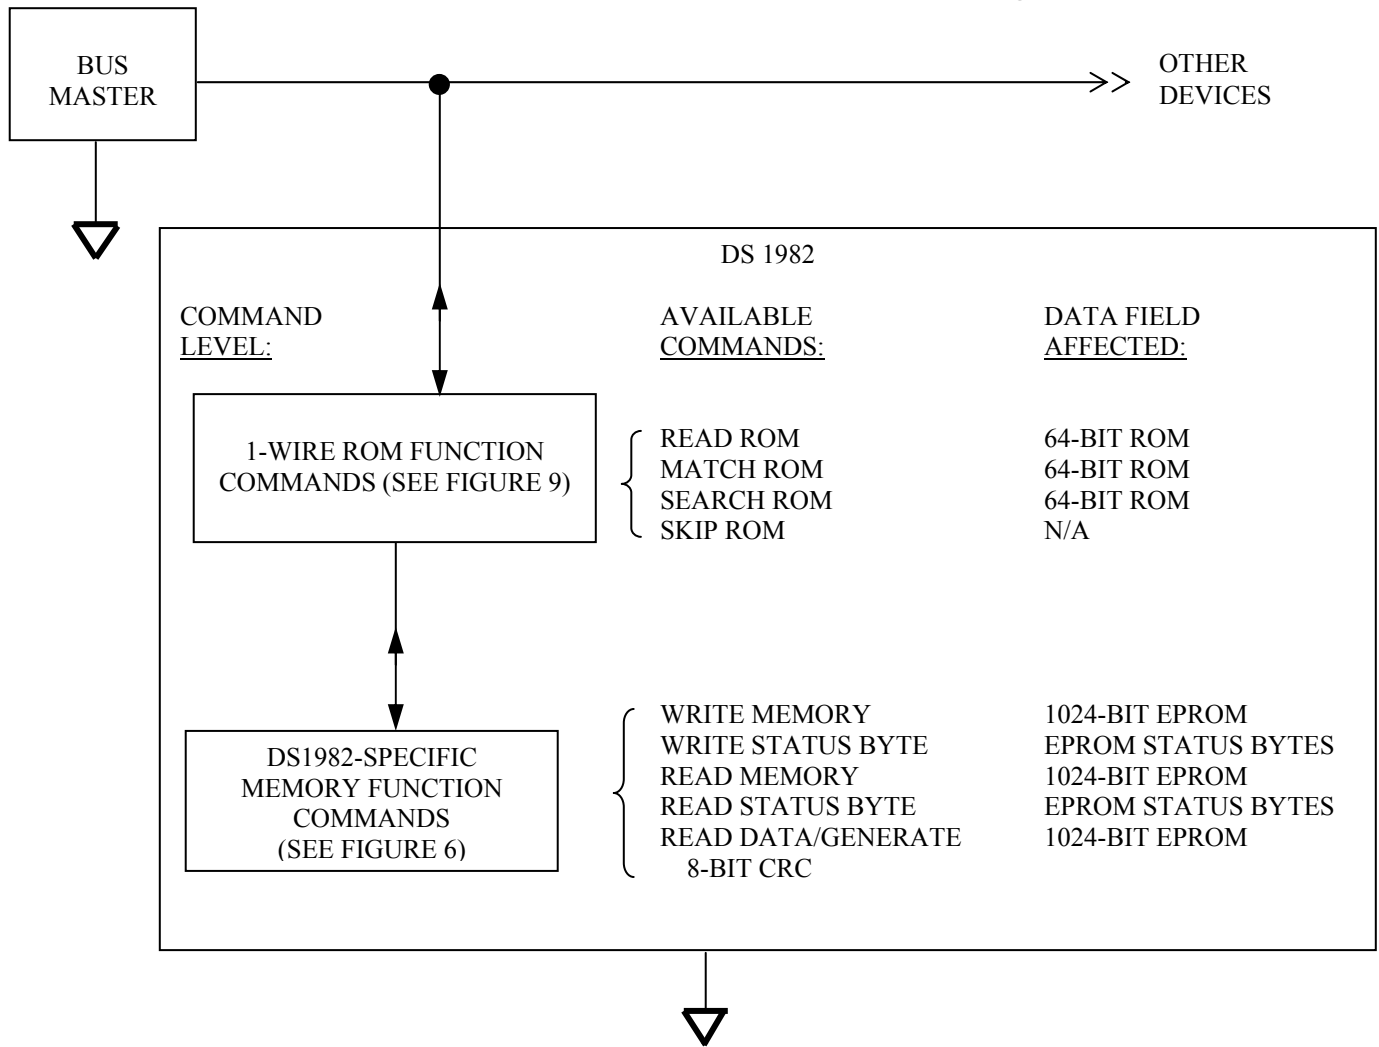 BUS
MASTER
OTHER
DEVICES
DS 1982
COMMAND
LEVEL:
AVAILABLE
COMMANDS:
DATA FIELD
AFFECTED:
1-WIRE ROM FUNCTION
COMMANDS (SEE FIGURE 9)
READ ROM 64-BIT ROM
MATCH ROM 64-BIT ROM
SEARCH ROM 64-BIT ROM
SKIP ROM N/A
DS1982-SPECIFIC
MEMORY FUNCTION
COMMANDS
(SEE FIGURE 6)
WRITE MEMORY 1024-BIT EPROM
WRITE STATUS BYTE EPROM STATUS BYTES
READ MEMORY 1024-BIT EPROM
READ STATUS BYTE EPROM STATUS BYTES
READ DATA/GENERATE 1024-BIT EPROM
8-BIT CRC